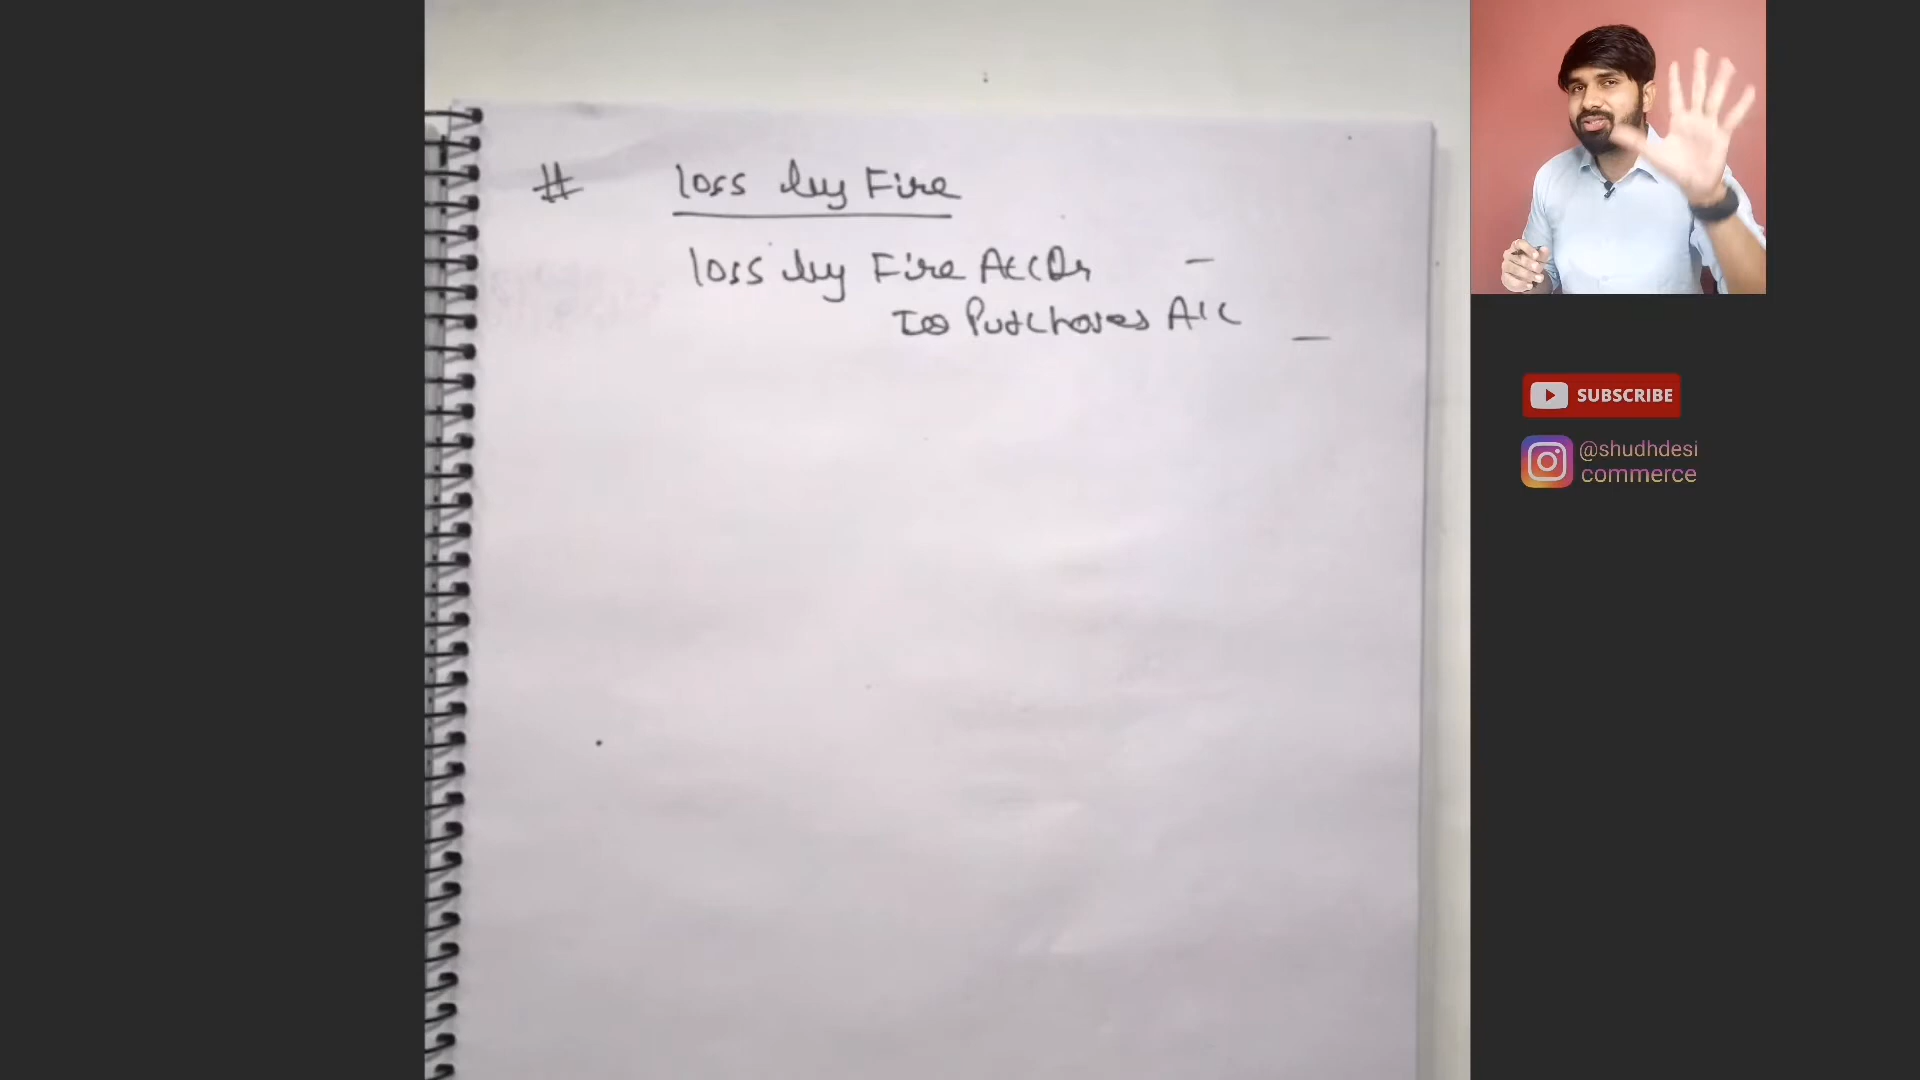 # Loss by Fire
Loss by Fire A/c Dr –
To Purchases A/c –
SUBSCRIBE
@shudhdesi
commerce